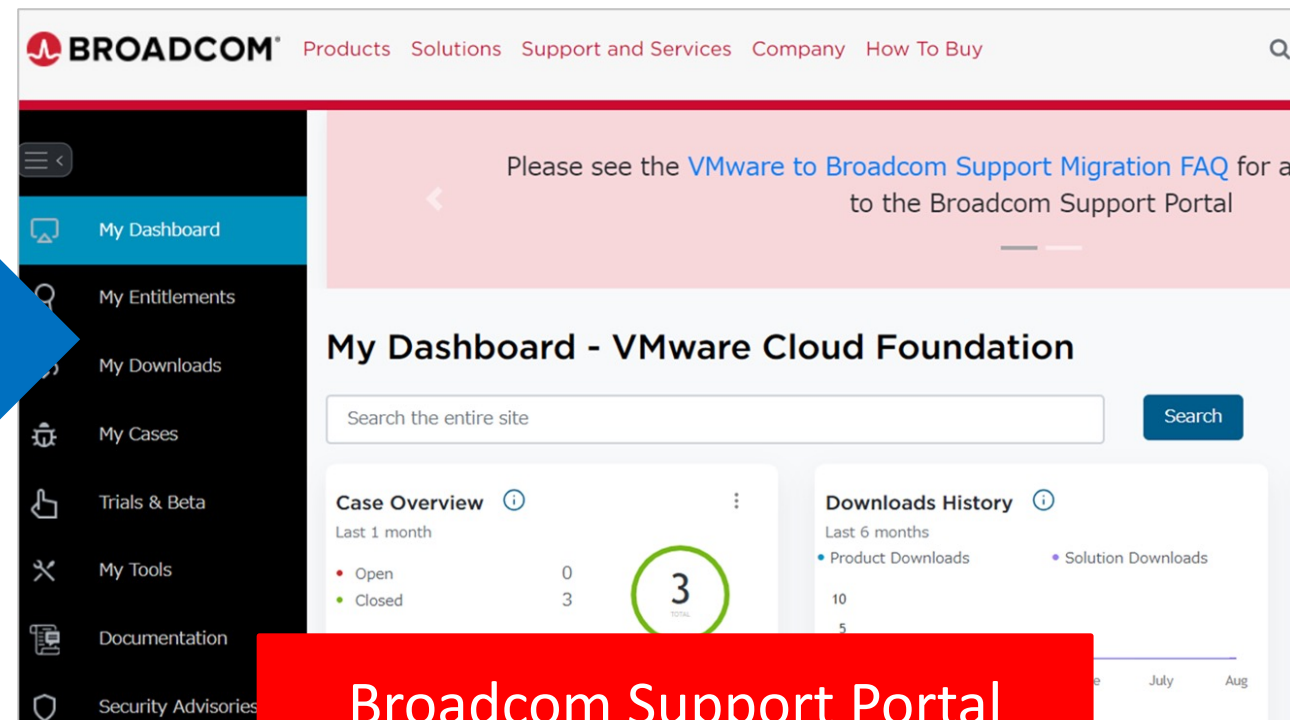 BROADCOM®
Products Solutions Support and Services Company How To Buy
Please see the VMware to Broadcom Support Migration FAQ for a
to the Broadcom Support Portal
My Dashboard
My Entitlements
My Downloads
My Cases
Trials & Beta
My Tools
Documentation
Security Advisories
My Dashboard - VMware Cloud Foundation
Search the entire site
Search
Case Overview
Last 1 month
Open 0
Closed 3
3
TOTAL
Downloads History
Last 6 months
Product Downloads
Solution Downloads
10
5
July Aug
Broadcom Support Portal